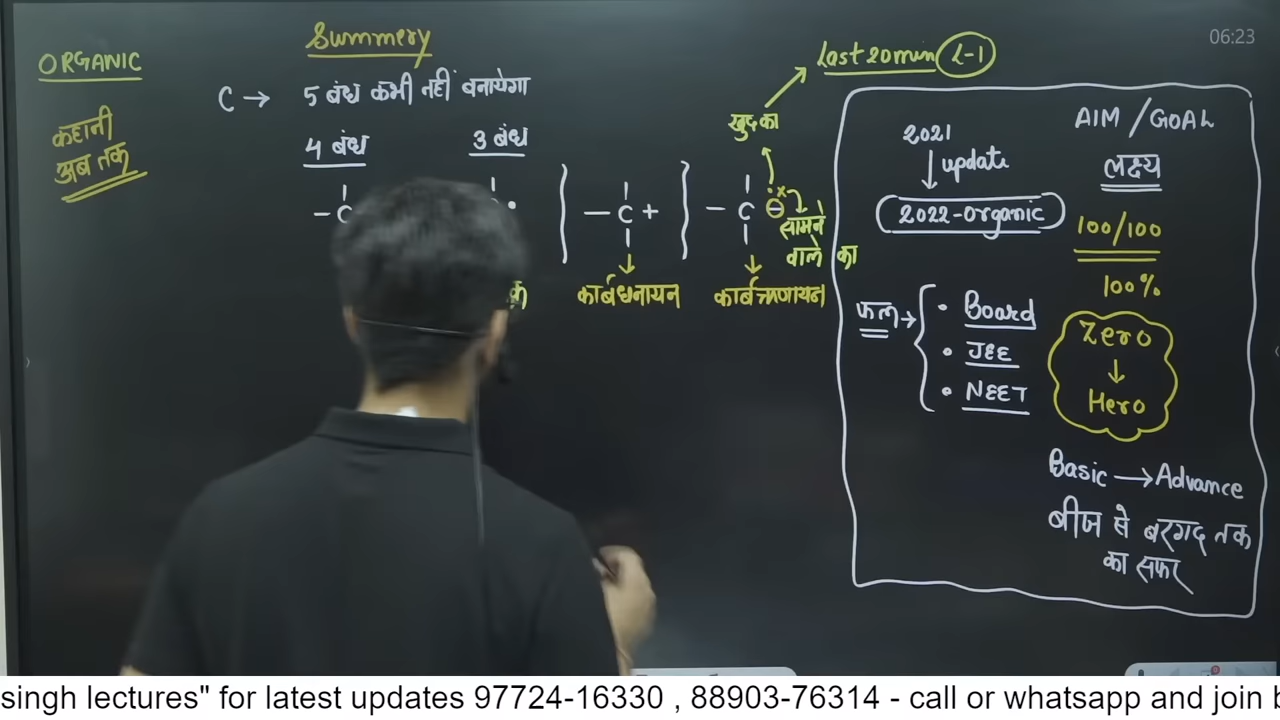 ORGANIC
कहानी
अब तक
Summery
C → 5 बंध कभी नहीं बनायेगा
4 बंध
3 बंध
– C
– C +
कार्बधनायन
– C ⊖ x
कार्बऋणायन
खुद का
सामने
वाले का
Last 20 min L-1
06:23
2021
↓ update
2022-organic
AIM / GOAL
लक्ष्य
100/100
100%
फल →
• Board
• JEE
• NEET
Zero
↓
Hero
Basic → Advance
बीज से बरगद तक
का सफर
singh lectures" for latest updates 97724-16330 , 88903-76314 - call or whatsapp and join